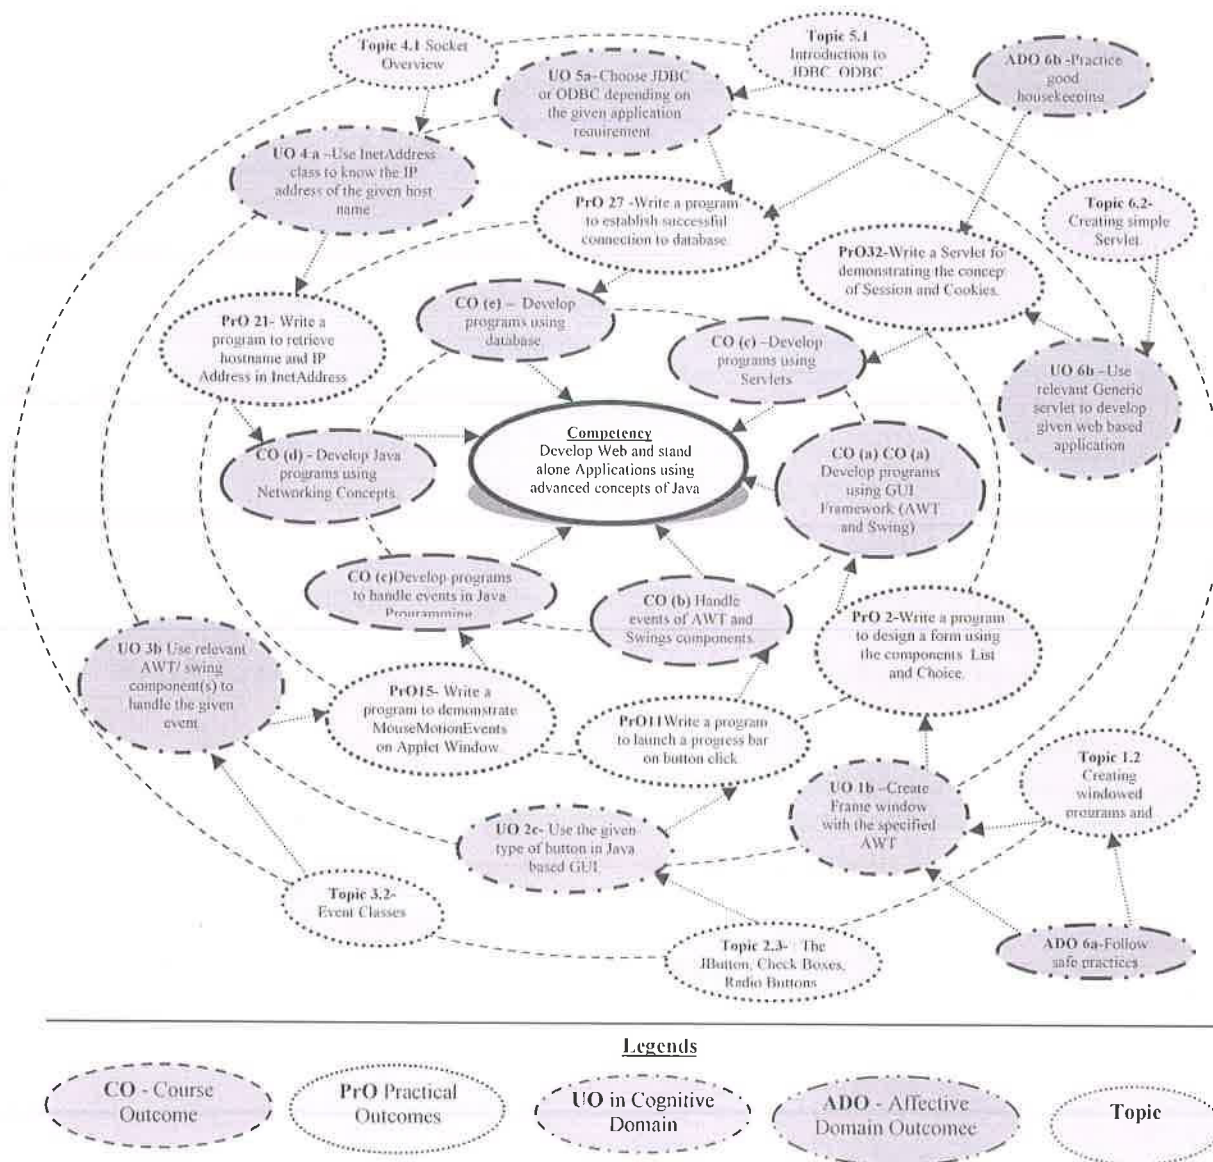 Topic 4.1 Socket
Overview
Topic 5.1
Introduction to
JDBC, ODBC
ADO 6b -Practice
good
housekeeping
UO 5a-Choose JDBC
or ODBC depending on
the given application
requirement
UO 4a –Use InetAddress
class to know the IP
address of the given host
name
PrO 27 -Write a program
to establish successful
connection to database.
Topic 6.2-
Creating simple
Servlet.
PrO32-Write a Servlet for
demonstrating the concept
of Session and Cookies.
PrO 21- Write a
program to retrieve
hostname and IP
Address in InetAddress
CO (e) – Develop
programs using
database
CO (c) –Develop
programs using
Servlets
UO 6b –Use
relevant Generic
servlet to develop
given web based
application
Competency
Develop Web and stand
alone Applications using
advanced concepts of Java
CO (d) - Develop Java
programs using
Networking Concepts
CO (a) CO (a)
Develop programs
using GUI
Framework (AWT
and Swing)
CO (c)Develop programs
to handle events in Java
Programming
CO (b) Handle
events of AWT and
Swings components.
PrO 2-Write a program
to design a form using
the components List
and Choice.
UO 3b Use relevant
AWT/ swing
component(s) to
handle the given
event.
PrO15- Write a
program to demonstrate
MouseMotionEvents
on Applet Window
PrO11Write a program
to launch a progress bar
on button click.
Topic 1.2
Creating
windowed
programs and
UO 1b –Create
Frame window
with the specified
AWT
UO 2c- Use the given
type of button in Java
based GUI.
Topic 3.2-
Event Classes
Topic 2.3- The
JButton, Check Boxes,
Radio Buttons
ADO 6a-Follow
safe practices
Legends
CO - Course
Outcome
PrO Practical
Outcomes
UO in Cognitive
Domain
ADO - Affective
Domain Outcomee
Topic